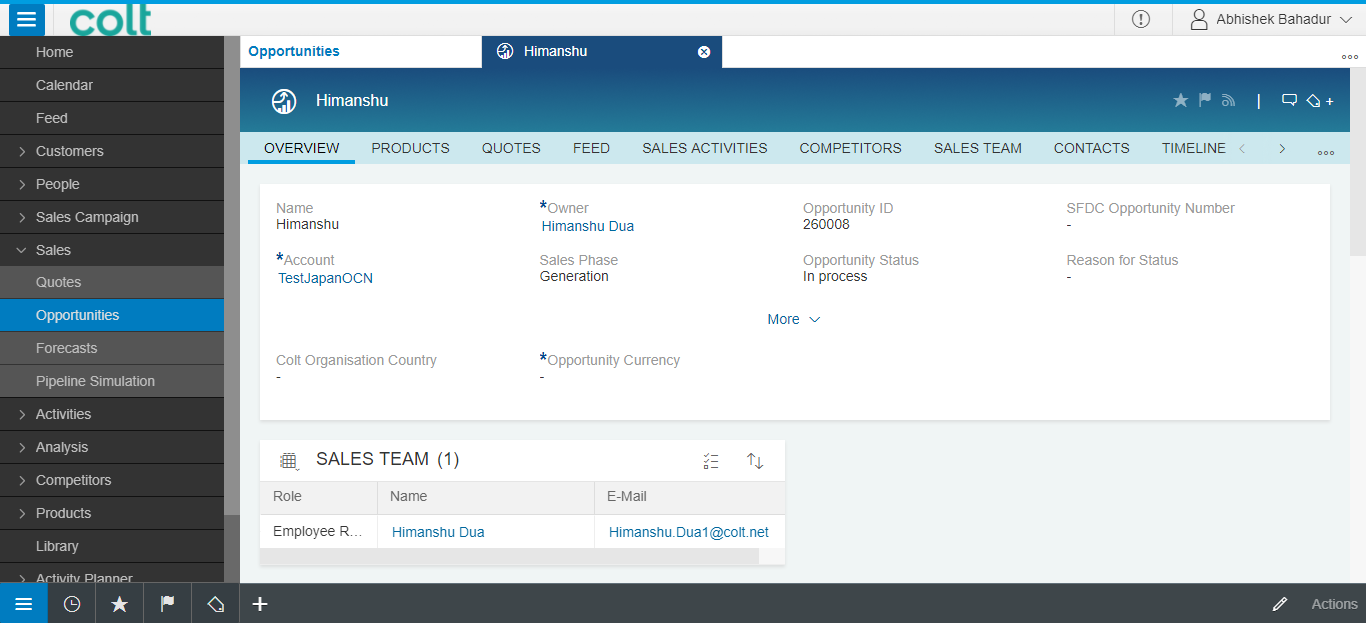 colt
Abhishek Bahadur
Home
Calendar
Feed
Customers
People
Sales Campaign
Sales
Quotes
Opportunities
Forecasts
Pipeline Simulation
Activities
Analysis
Competitors
Products
Library
Activity Planner
Opportunities
Himanshu
Himanshu
OVERVIEW PRODUCTS QUOTES FEED SALES ACTIVITIES COMPETITORS SALES TEAM CONTACTS TIMELINE
Name *Owner Opportunity ID SFDC Opportunity Number
Himanshu Himanshu Dua 260008 -
*Account Sales Phase Opportunity Status Reason for Status
TestJapanOCN Generation In process -
More
Colt Organisation Country *Opportunity Currency
- -
SALES TEAM (1)
Role Name E-Mail
Employee R... Himanshu Dua Himanshu.Dua1@colt.net
Actions